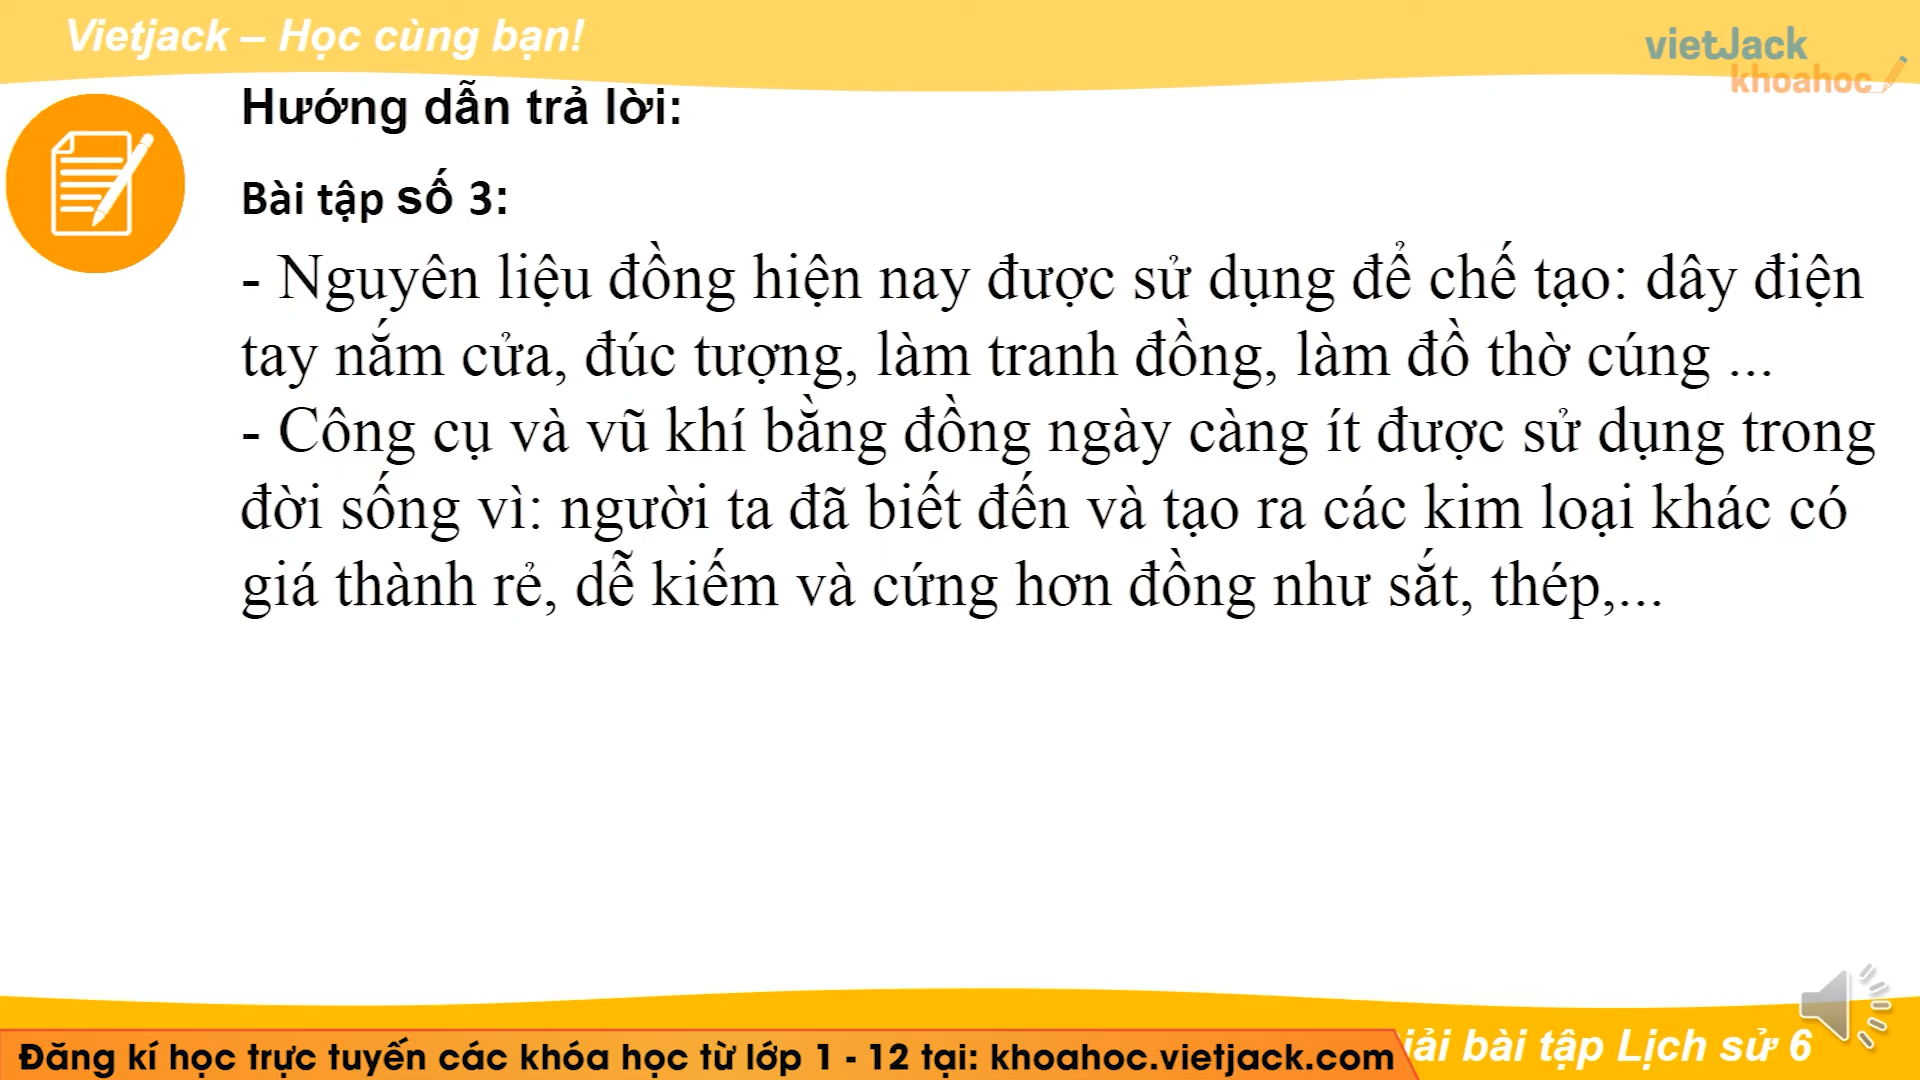 Vietjack – Học cùng bạn!
vietJack
khoahoc
Hướng dẫn trả lời:
Bài tập số 3:
- Nguyên liệu đồng hiện nay được sử dụng để chế tạo: dây điện
tay nắm cửa, đúc tượng, làm tranh đồng, làm đồ thờ cúng ...
- Công cụ và vũ khí bằng đồng ngày càng ít được sử dụng trong
đời sống vì: người ta đã biết đến và tạo ra các kim loại khác có
giá thành rẻ, dễ kiếm và cứng hơn đồng như sắt, thép,...
Đăng kí học trực tuyến các khóa học từ lớp 1 - 12 tại: khoahoc.vietjack.com
iải bài tập Lịch sử 6